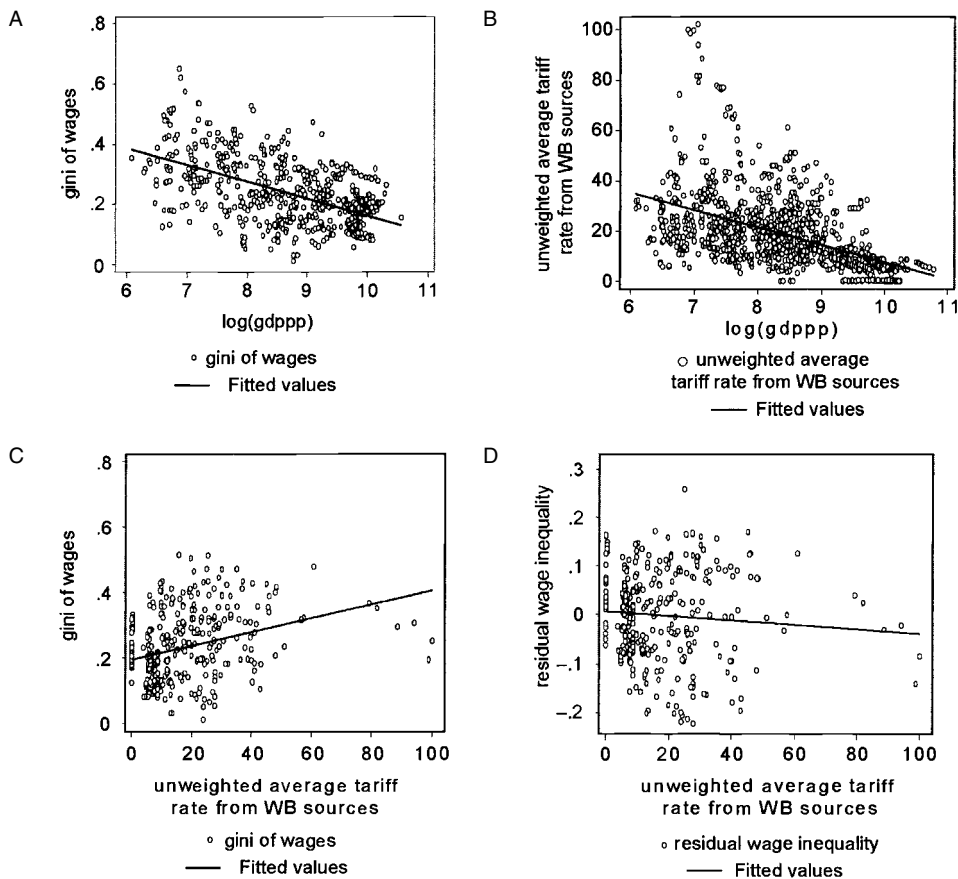 A
.8
.6
.4
.2
0
gini of wages
6 7 8 9 10 11
log(gdppp)
o gini of wages
— Fitted values
B
100
80
60
40
20
0
unweighted average tariff
rate from WB sources
6 7 8 9 10 11
log(gdppp)
O unweighted average
tariff rate from WB sources
— Fitted values
C
.8
.6
.4
.2
0
gini of wages
0 20 40 60 80 100
unweighted average tariff
rate from WB sources
o gini of wages
— Fitted values
D
.3
.2
.1
0
–.1
–.2
residual wage inequality
0 20 40 60 80 100
unweighted average tariff
rate from WB sources
o residual wage inequality
— Fitted values